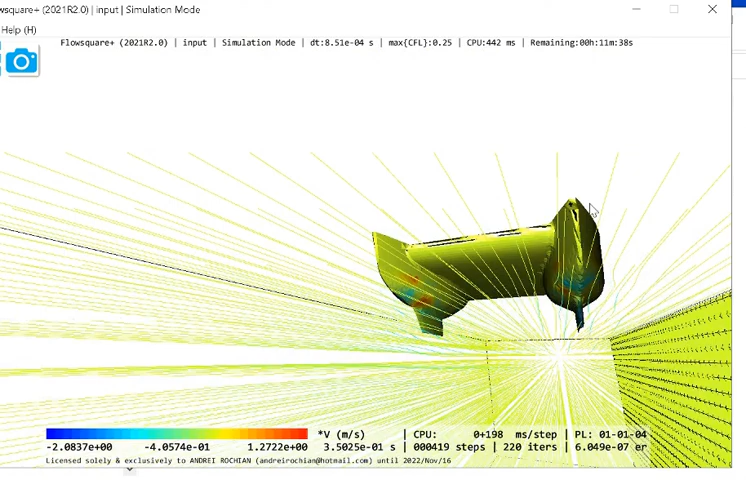 wsquare+ (2021R2.0) | input | Simulation Mode
Help (H)
Flowsquare+ (2021R2.0) | input | Simulation Mode | dt:8.51e-04 s | max{CFL}:0.25 | CPU:442 ms | Remaining:00h:11m:38s
*V (m/s) | CPU: 0+198 ms/step | PL: 01-01-04
-2.0837e+00 -4.0574e-01 1.2722e+00 3.5025e-01 s | 000419 steps | 220 iters | 6.049e-07 er
Licensed solely & exclusively to ANDREI ROCHIAN (andreirochian@hotmail.com) until 2022/Nov/16